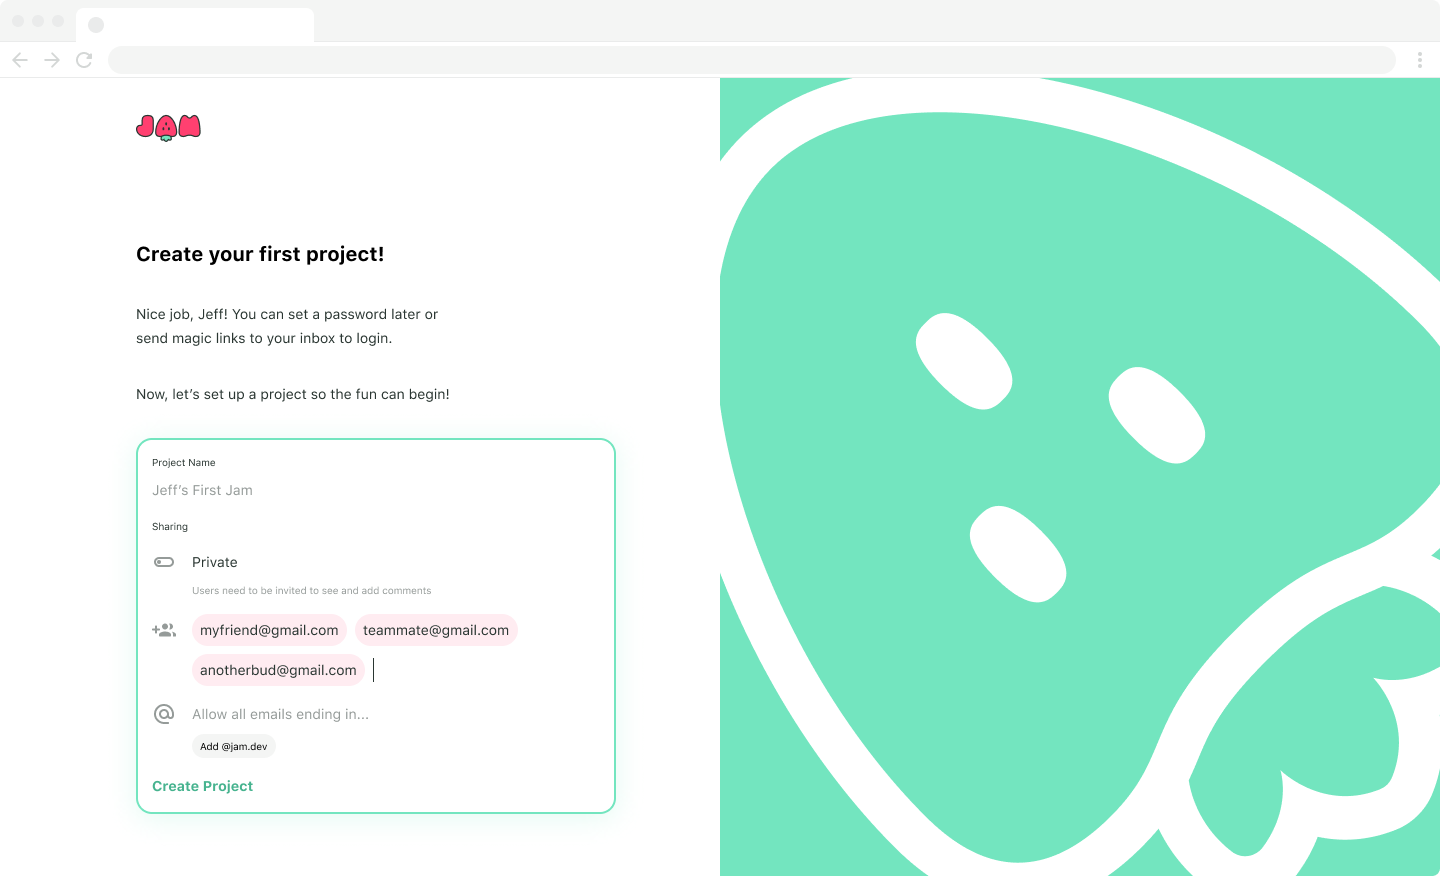 JAM
Create your first project!
Nice job, Jeff! You can set a password later or
send magic links to your inbox to login.
Now, let’s set up a project so the fun can begin!
Project Name
Jeff’s First Jam
Sharing
Private
Users need to be invited to see and add comments
myfriend@gmail.com teammate@gmail.com
anotherbud@gmail.com
Allow all emails ending in...
Add @jam.dev
Create Project